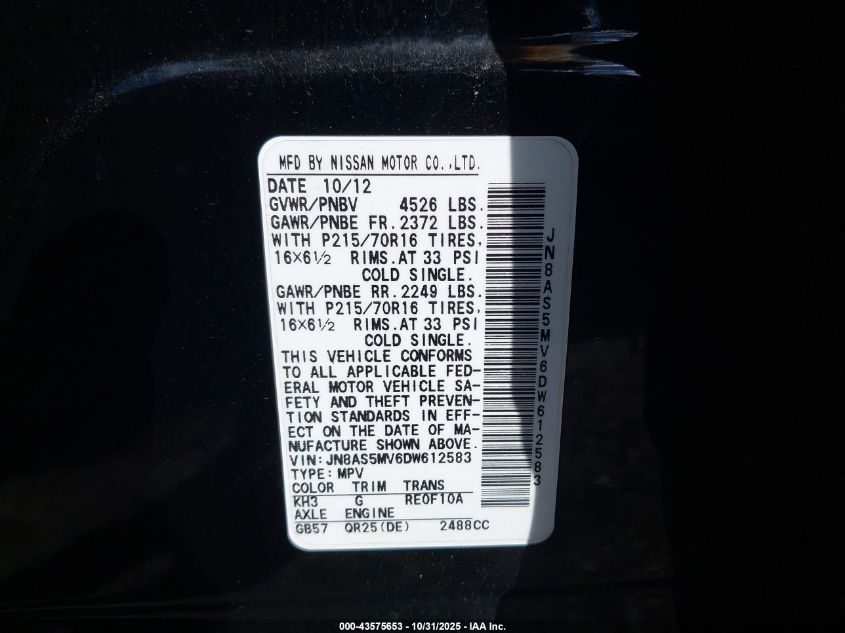 MFD BY NISSAN MOTOR CO.,LTD.
DATE 10/12
GVWR/PNBV 4526 LBS.
GAWR/PNBE FR. 2372 LBS.
WITH P215/70R16 TIRES,
16×6½ RIMS.AT 33 PSI
COLD SINGLE.
GAWR/PNBE RR. 2249 LBS.
WITH P215/70R16 TIRES,
16×6½ RIMS.AT 33 PSI
COLD SINGLE.
THIS VEHICLE CONFORMS
TO ALL APPLICABLE FED-
ERAL MOTOR VEHICLE SA-
FETY AND THEFT PREVEN-
TION STANDARDS IN EFF-
ECT ON THE DATE OF MA-
NUFACTURE SHOWN ABOVE.
VIN:JN8AS5MV6DW612583
TYPE:MPV
COLOR TRIM TRANS
KH3 G RE0F10A
AXLE ENGINE
GB57 QR25(DE) 2488CC
JN8AS5MV6DW612583
000-43575653 - 10/31/2025 - IAA Inc.